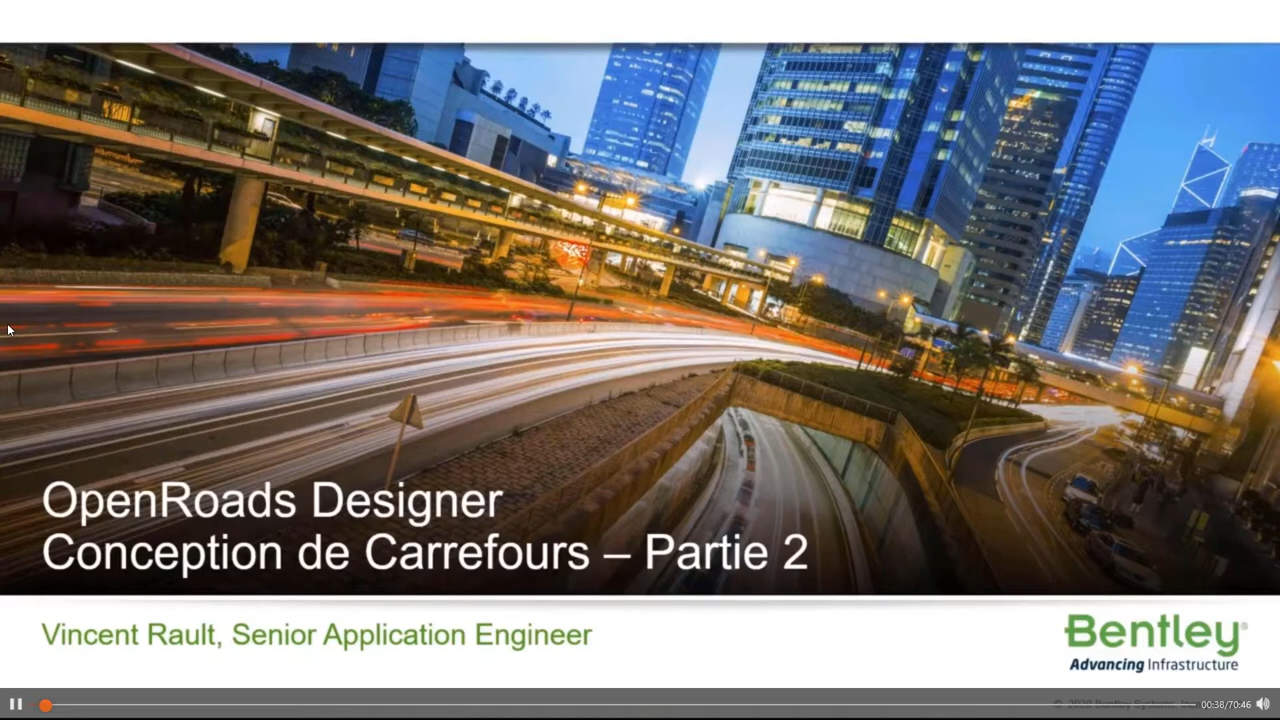 OpenRoads Designer
Conception de Carrefours – Partie 2
Vincent Rault, Senior Application Engineer
Bentley®
Advancing Infrastructure
00:38/70:46